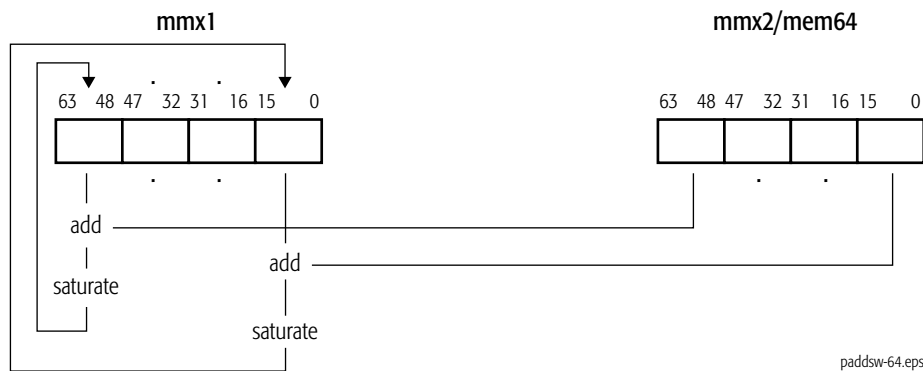 mmx1 mmx2/mem64
. . 
63 48 47 32 31 16 15 0 63 48 47 32 31 16 15 0
. . . .
add
add
saturate
saturate
paddsw-64.eps